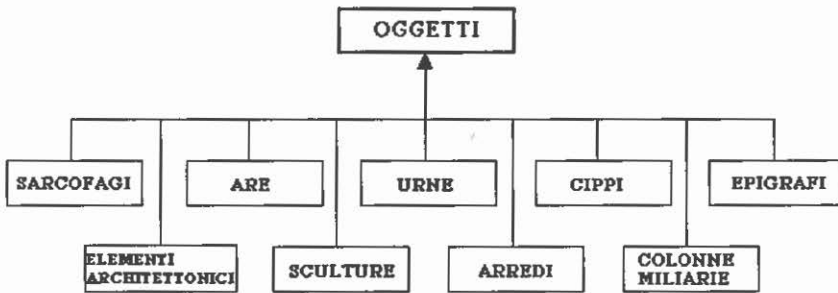 OGGETTI
SARCOFAGI
ARE
URNE
CIPPI
EPIGRAFI
ELEMENTI
ARCHITETTONICI
SCULTURE
ARREDI
COLONNE
MILIARIE